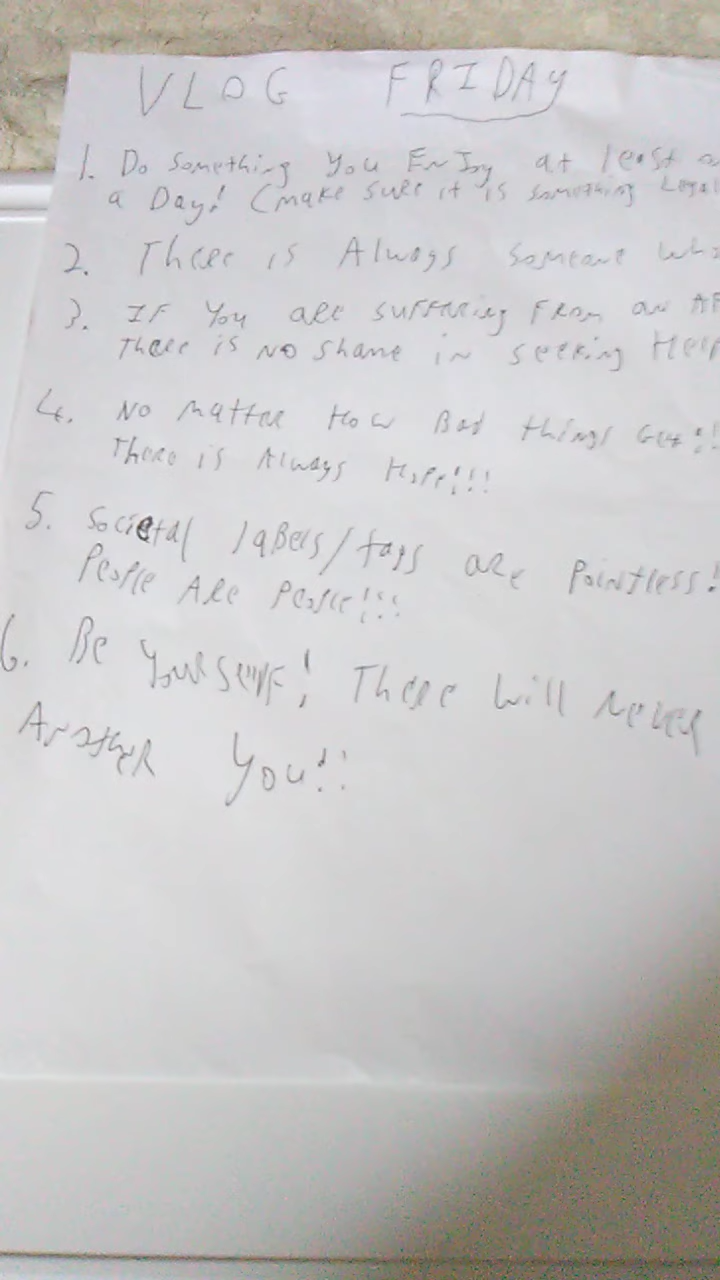 VLOG FRIDAY
1. Do Something You EnJoy at least
a Day! (make sure it is something Legal
2. There is Always Someone
3. IF You are suffering From an
There is No shame in seeking Help
4. No matter How Bad things Get!!
There is Always Hope!!!
5. Societal labels/tags are Pointless!
People Are People!!!
6. Be Yourself! There will Never
Another You!!